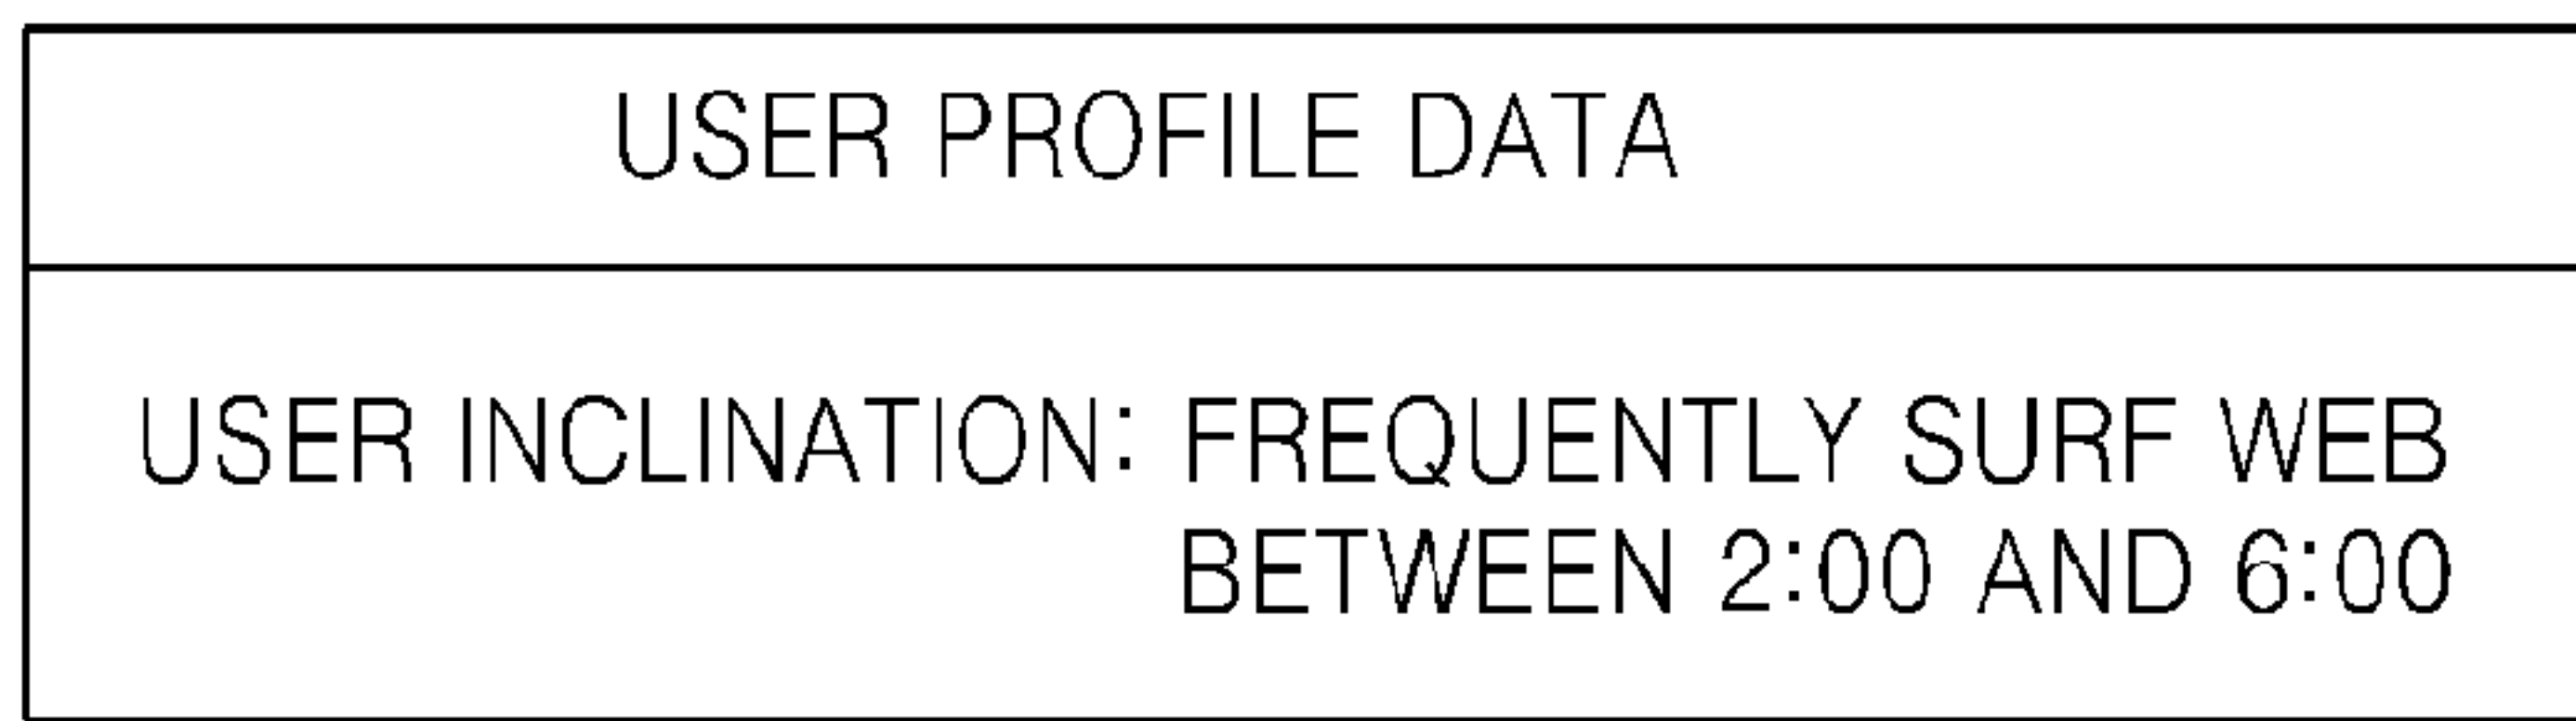 USER PROFILE DATA
USER INCLINATION: FREQUENTLY SURF WEB
BETWEEN 2:00 AND 6:00